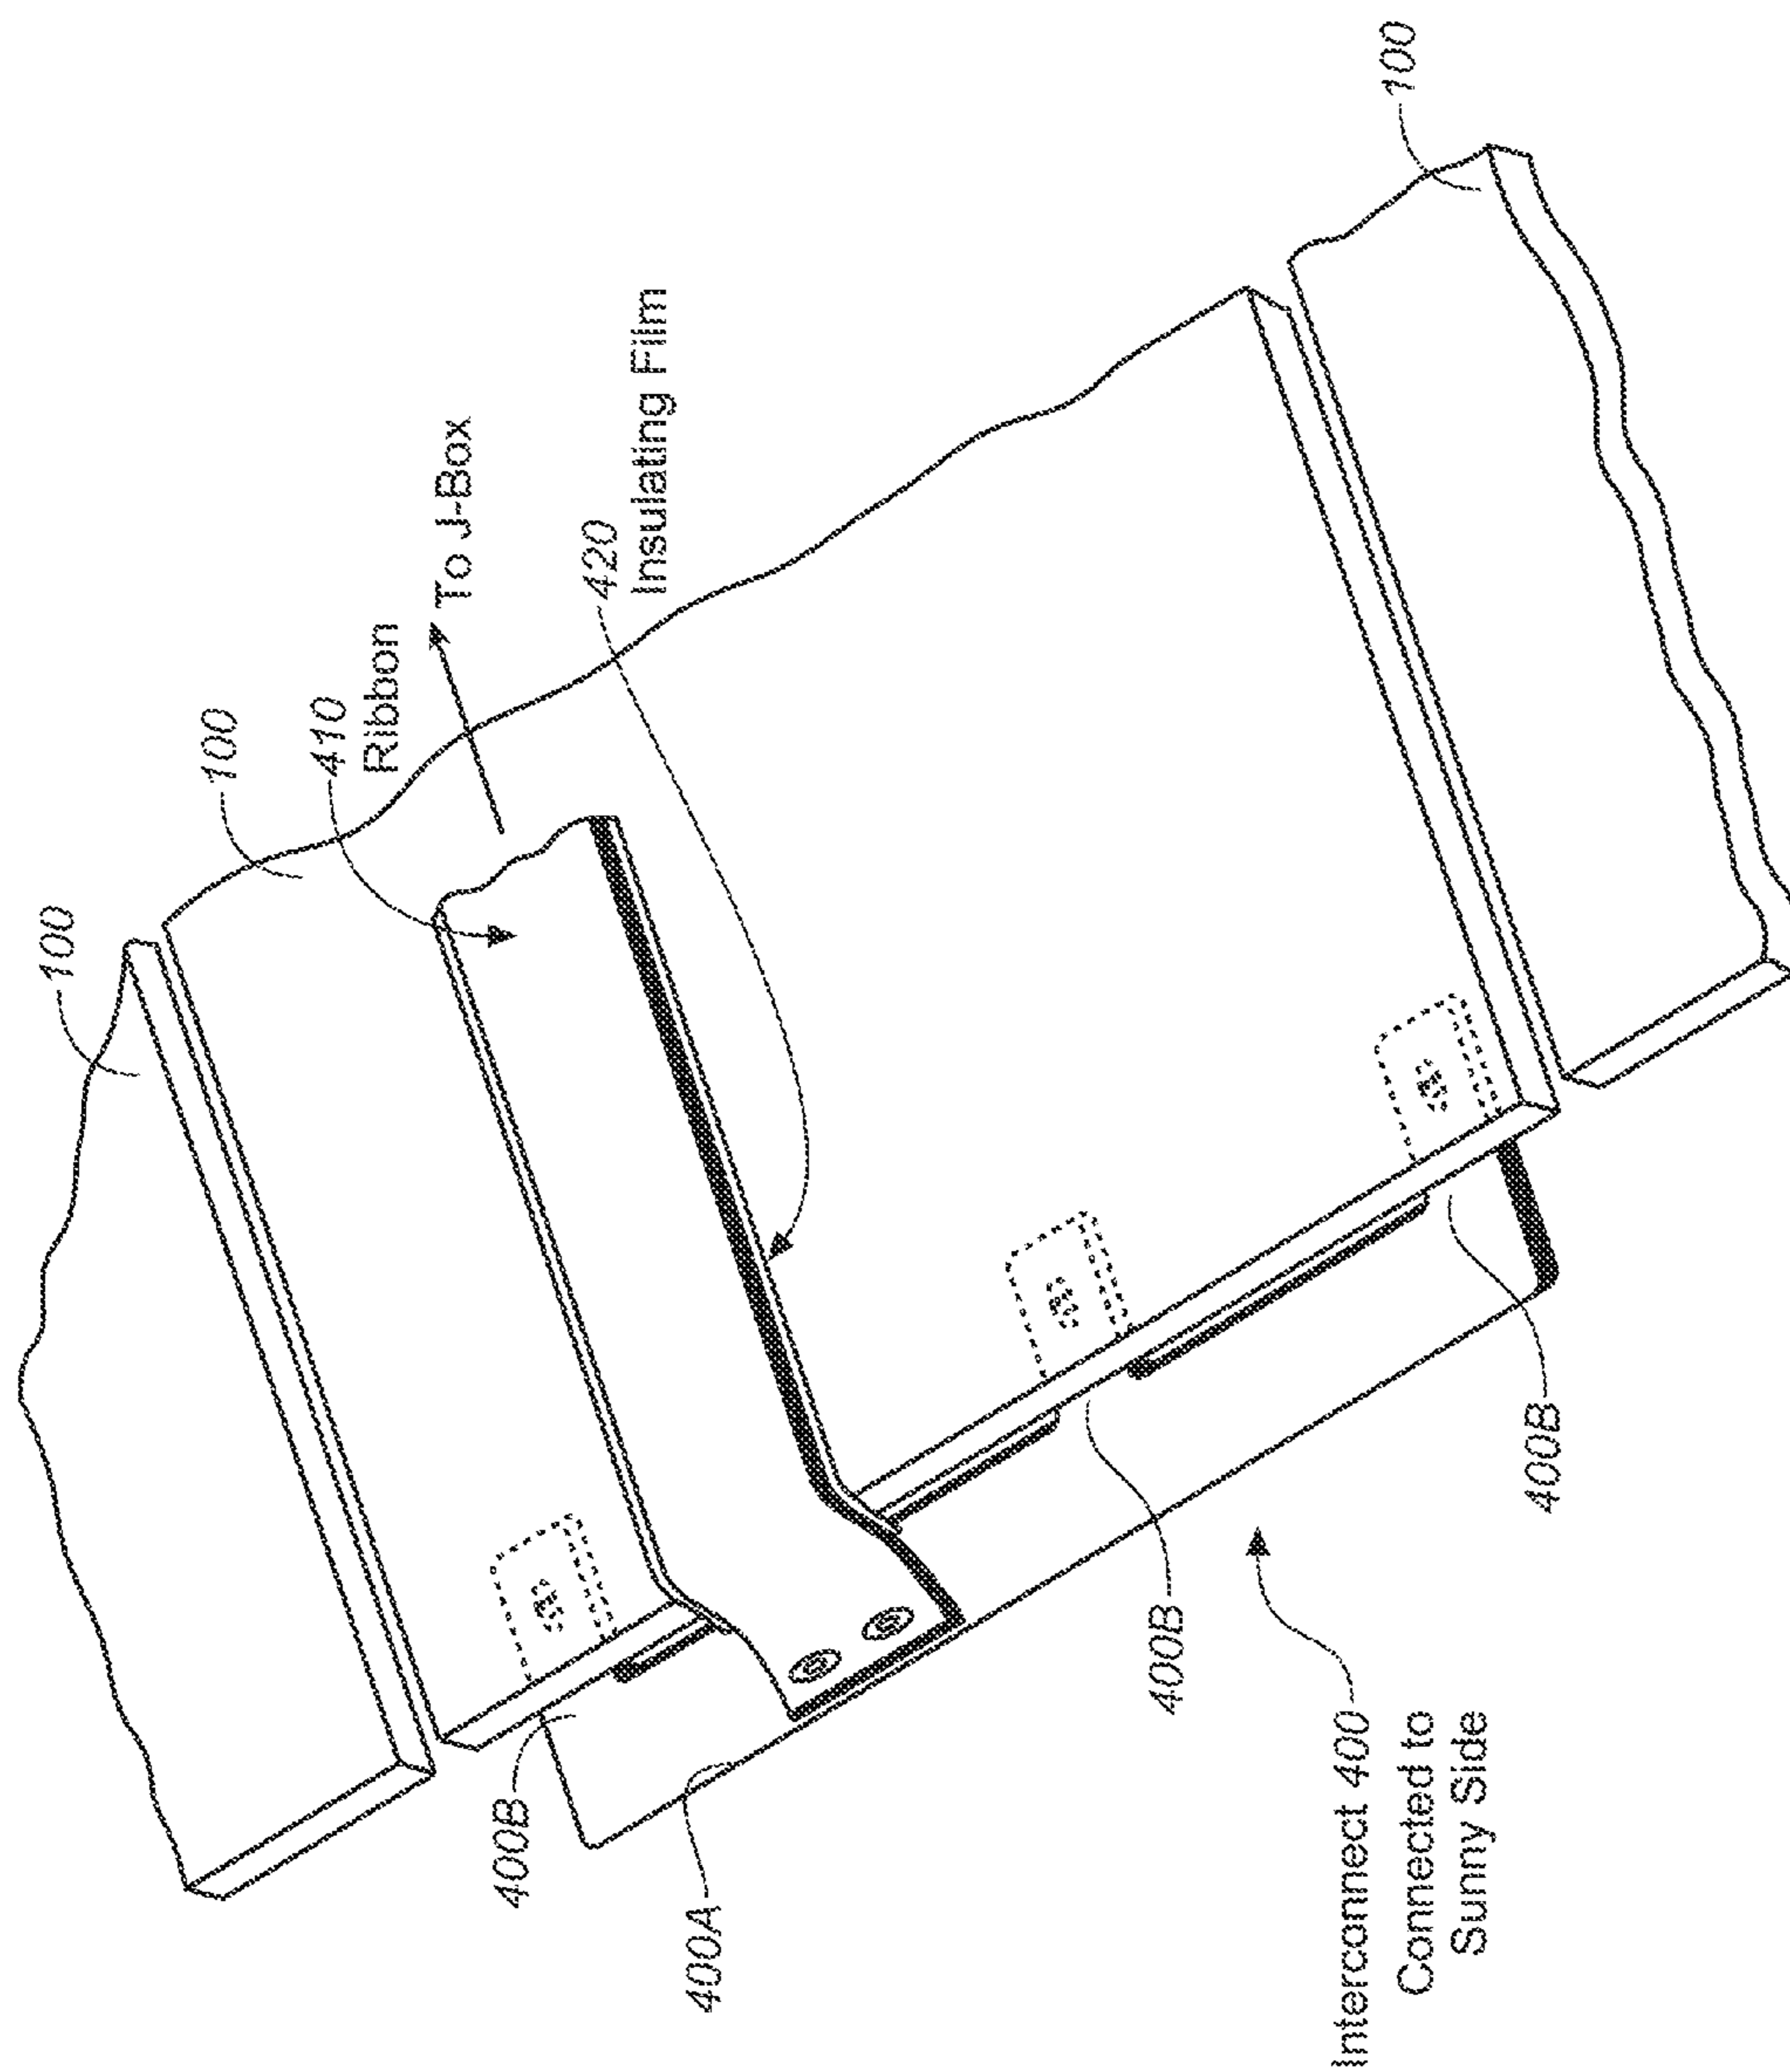 100
100
410
Ribbon
To J-Box
420
Insulating Film
100
400B
400A
400B
400B
Interconnect 400
Connected to
Sunny Side